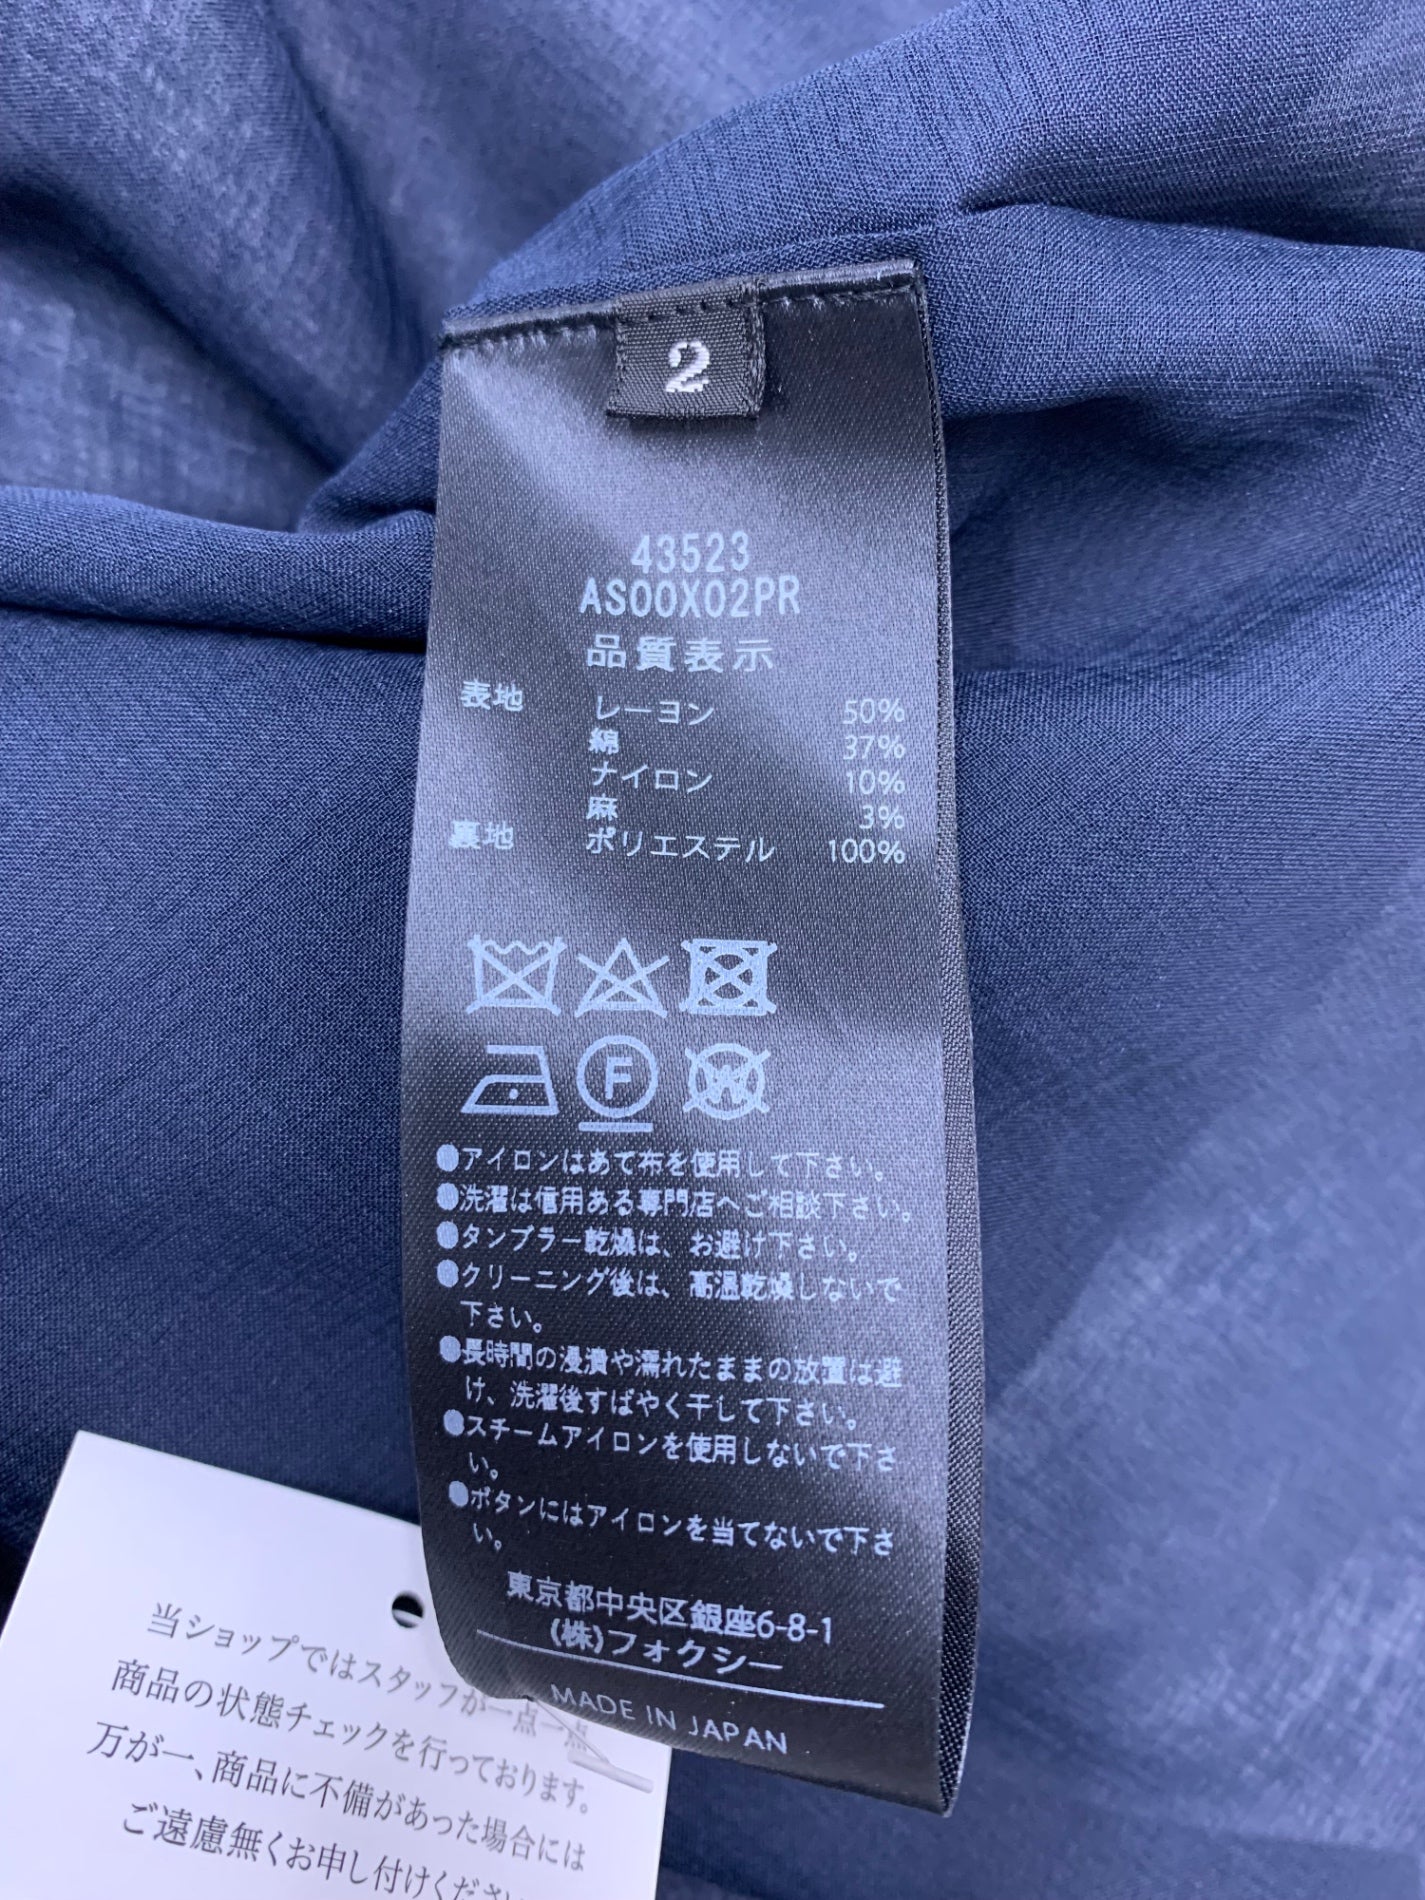 2
43523
AS00X02PR
品質表示
表地 レーヨン 50%
綿 37%
ナイロン 10%
麻 3%
裏地 ポリエステル 100%
F W
●アイロンはあて布を使用して下さい。
●洗濯は信用ある専門店へご相談下さい。
●タンブラー乾燥は、お避け下さい。
●クリーニング後は、高温乾燥しないで
下さい。
●長時間の浸漬や濡れたままの放置は避
け、洗濯後すばやく干して下さい。
●スチームアイロンを使用しないで下さ
い。
●ボタンにはアイロンを当てないで下さ
い。
東京都中央区銀座6-8-1
(株)フォクシー
MADE IN JAPAN
当ショップではスタッフが一点一点
商品の状態チェックを行っております。
万が一、商品に不備があった場合には
ご遠慮無くお申し付けください